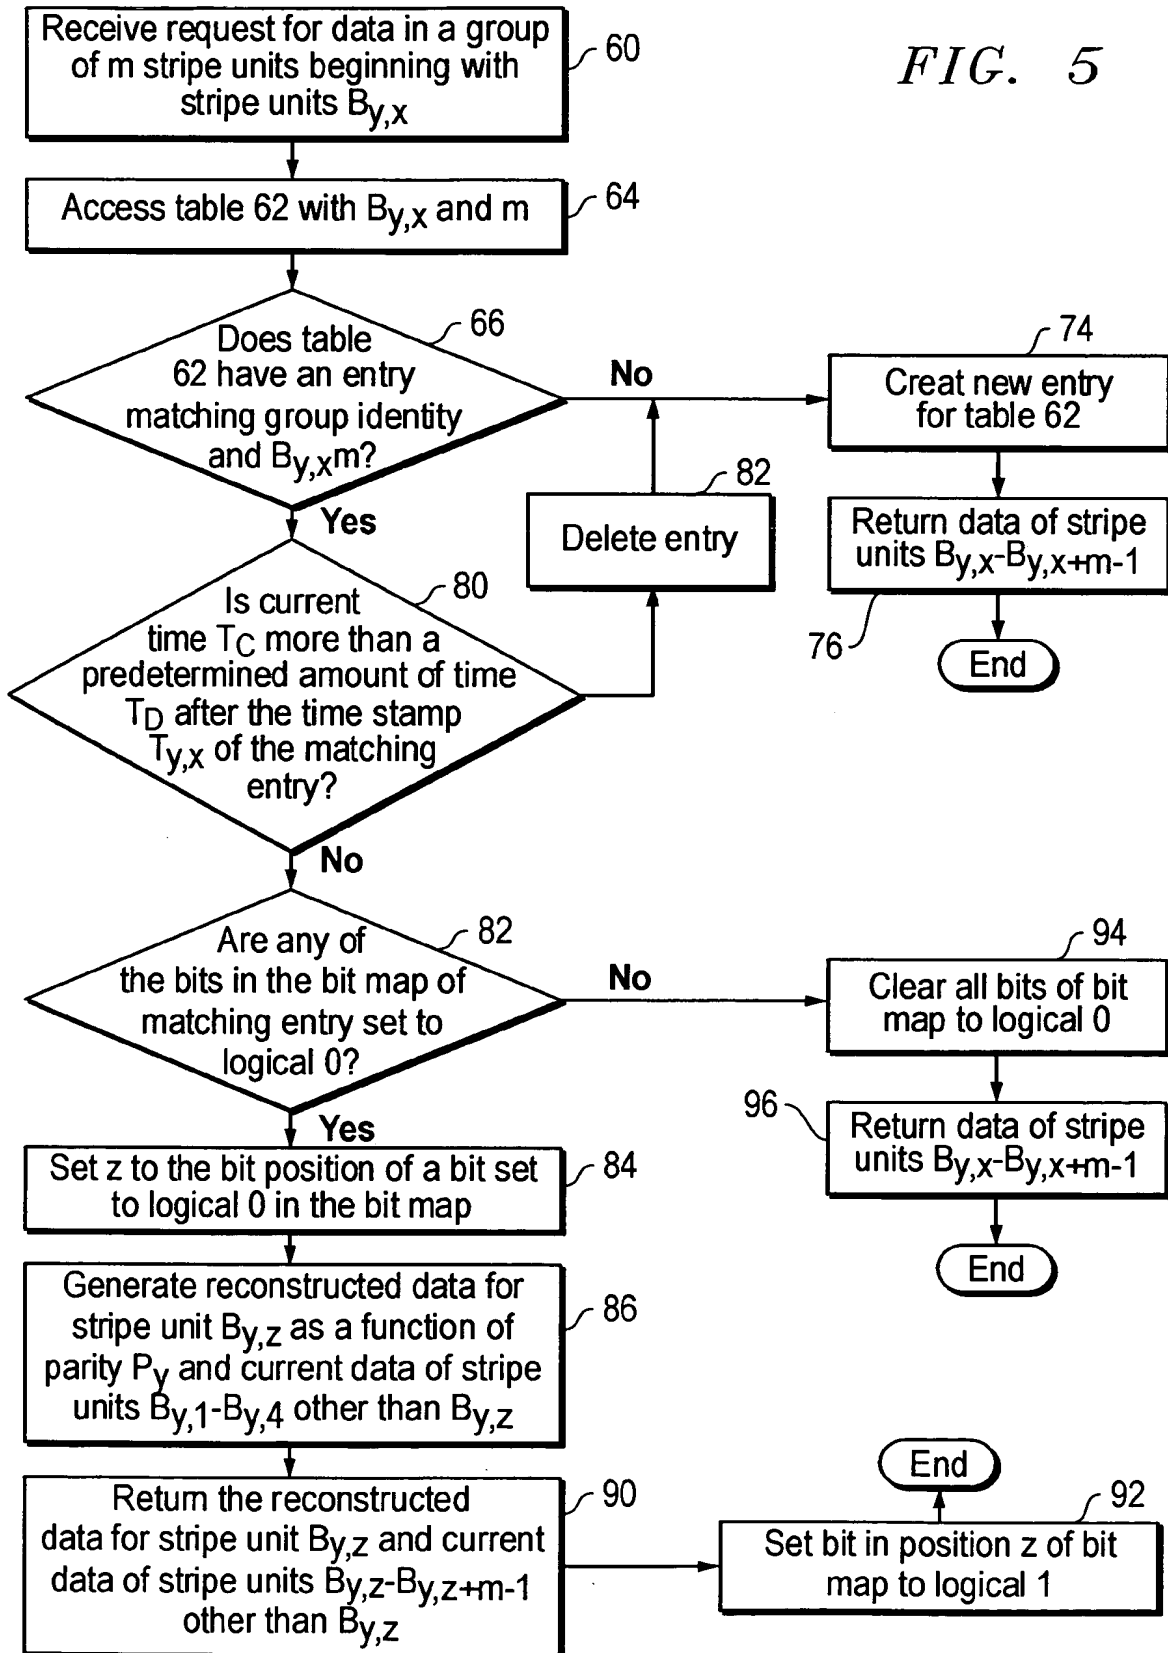 FIG. 5
Receive request for data in a group
of m stripe units beginning with
stripe units By,x
60
Access table 62 with By,x and m
64
Does table
62 have an entry
matching group identity
and By,xm?
66
No
Yes
74
Creat new entry
for table 62
Return data of stripe
units By,x-By,x+m-1
76
End
82
Delete entry
Is current
time TC more than a
predetermined amount of time
TD after the time stamp
Ty,x of the matching
entry?
80
No
Are any of
the bits in the bit map of
matching entry set to
logical 0?
82
No
Yes
94
Clear all bits of bit
map to logical 0
96
Return data of stripe
units By,x-By,x+m-1
End
Set z to the bit position of a bit set
to logical 0 in the bit map
84
Generate reconstructed data for
stripe unit By,z as a function of
parity Py and current data of stripe
units By,1-By,4 other than By,z
86
Return the reconstructed
data for stripe unit By,z and current
data of stripe units By,z-By,z+m-1
other than By,z
90
End
92
Set bit in position z of bit
map to logical 1